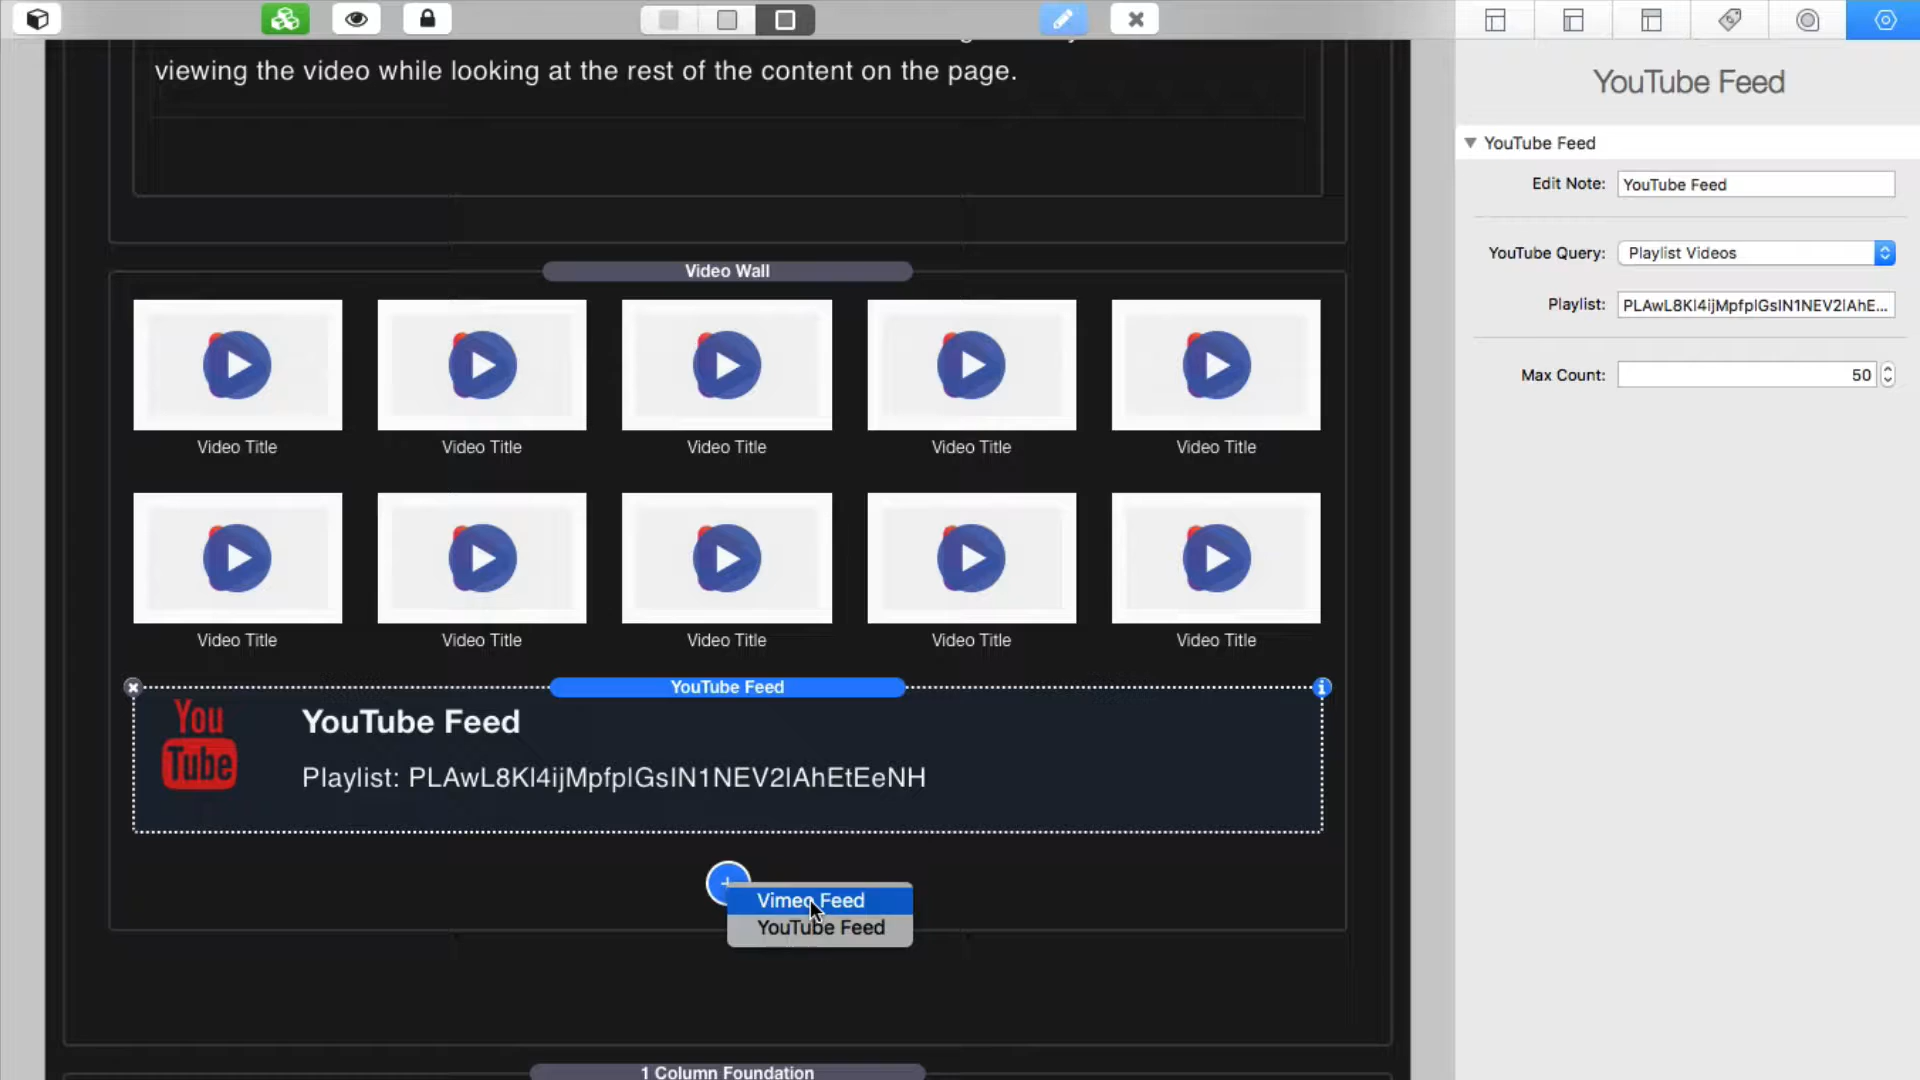 viewing the video while looking at the rest of the content on the page.
Video Wall
Video Title
Video Title
Video Title
Video Title
Video Title
Video Title
Video Title
Video Title
Video Title
Video Title
YouTube Feed
You
Tube
YouTube Feed
Playlist: PLAwL8Kl4ijMpfplGslN1NEV2lAhEtEeNH
Vimeo Feed
YouTube Feed
1 Column Foundation
YouTube Feed
YouTube Feed
Edit Note: YouTube Feed
YouTube Query: Playlist Videos
Playlist: PLAwL8Kl4ijMpfplGslN1NEV2lAhE...
Max Count: 50